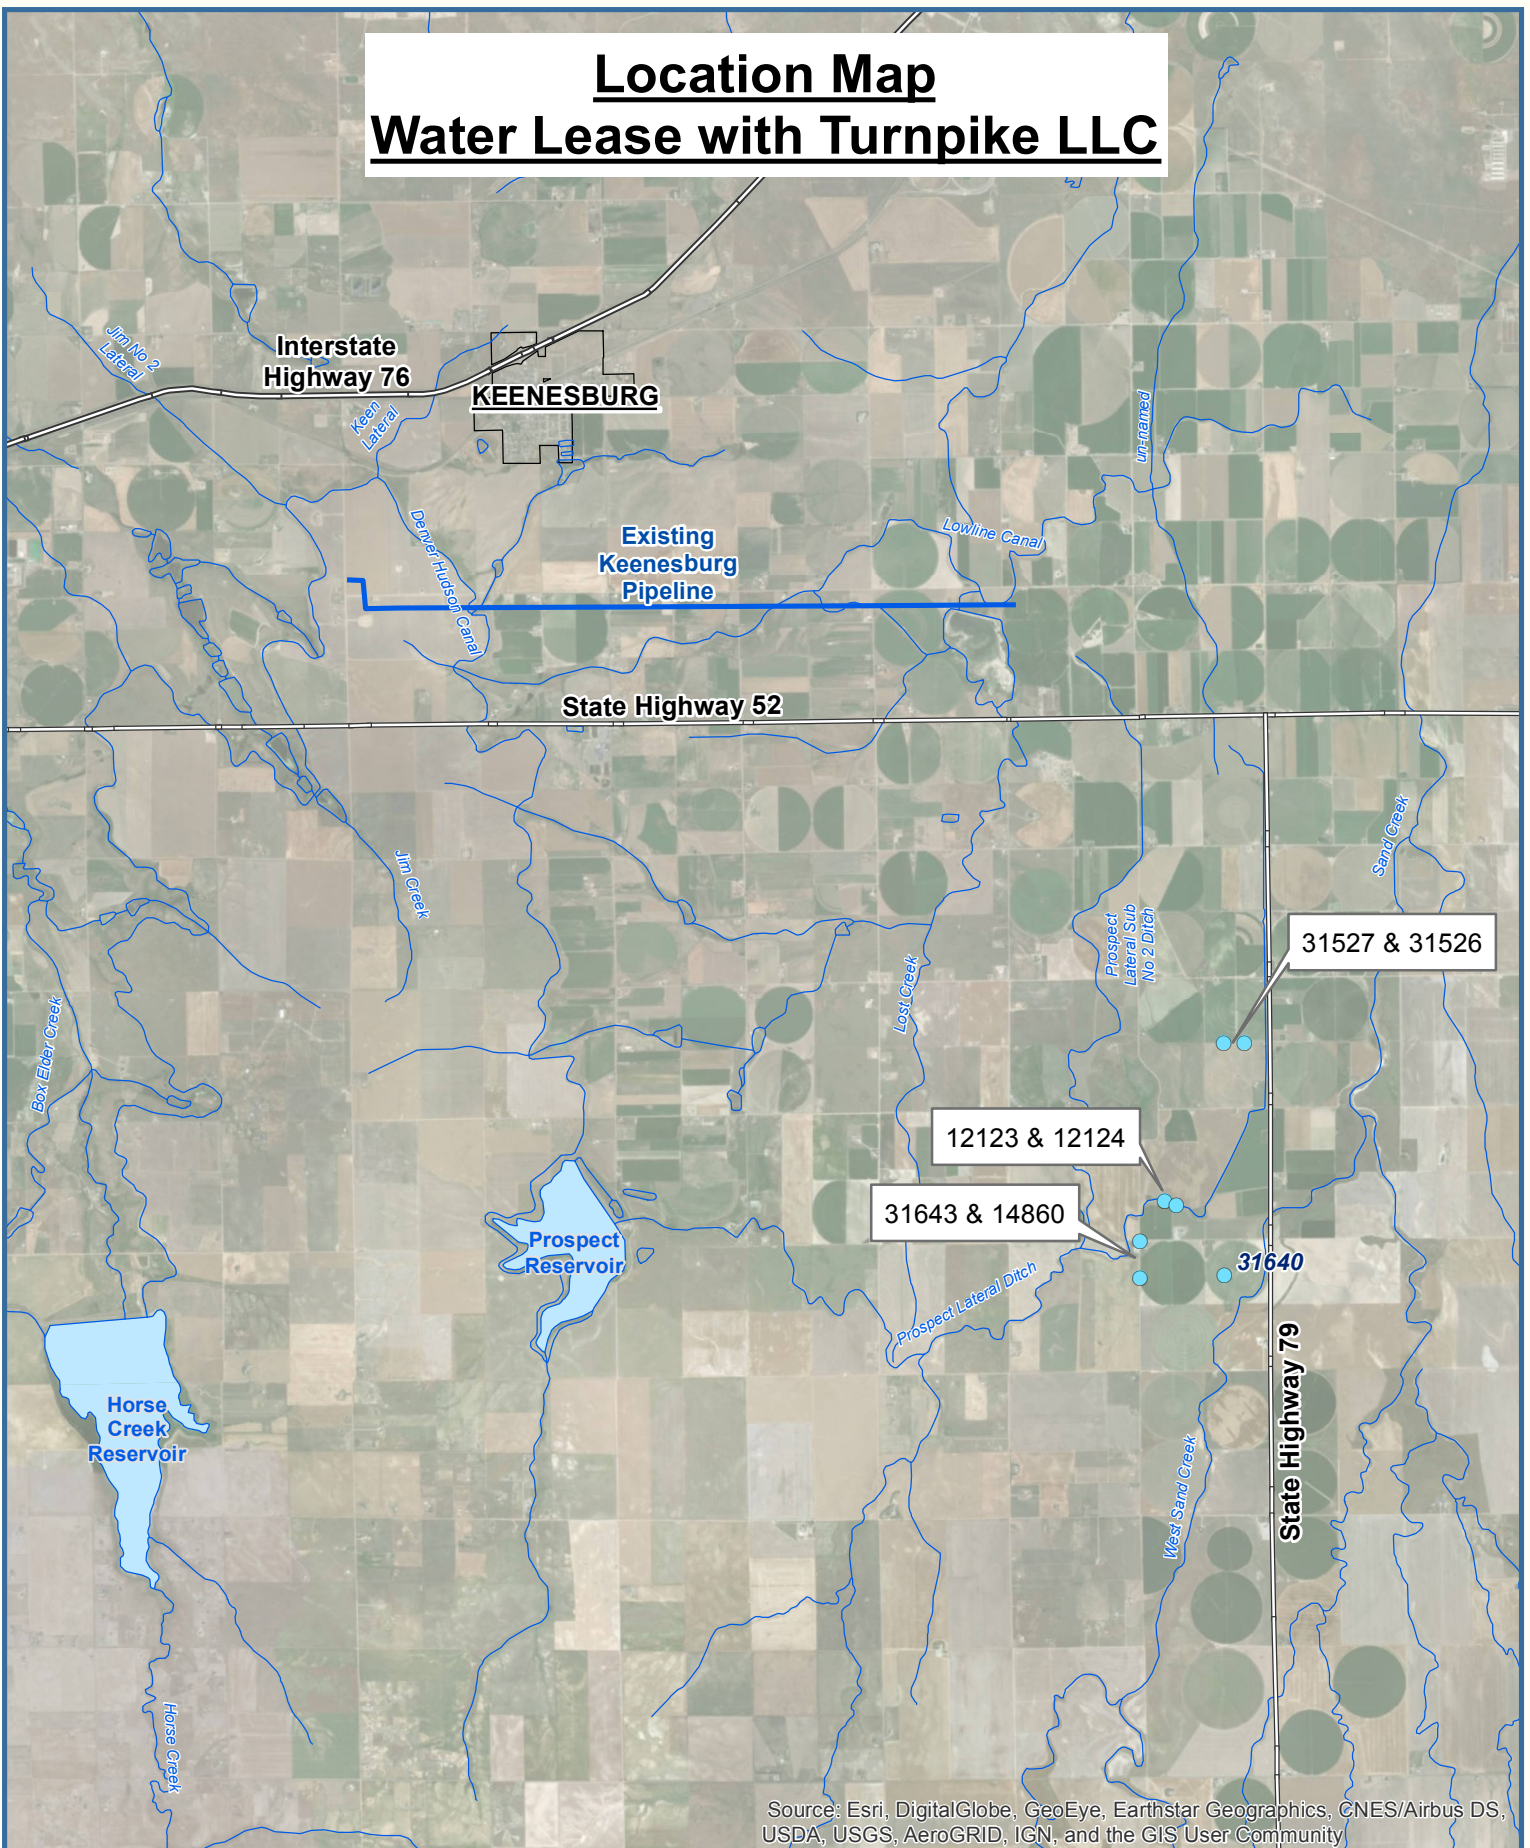 Location Map
Water Lease with Turnpike LLC
Interstate
Highway 76
Jim No 2
Lateral
KEENESBURG
Keen
Lateral
un-named
Denver Hudson Canal
Existing
Keenesburg
Pipeline
Lowline Canal
State Highway 52
Sand Creek
Jim Creek
Prospect
Lateral Sub
No 2 Ditch
31527 & 31526
Lost Creek
Box Elder Creek
12123 & 12124
31643 & 14860
Prospect
Reservoir
31640
Prospect Lateral Ditch
State Highway 79
Horse
Creek
Reservoir
West Sand Creek
Horse Creek
Source: Esri, DigitalGlobe, GeoEye, Earthstar Geographics, CNES/Airbus DS,
USDA, USGS, AeroGRID, IGN, and the GIS User Community